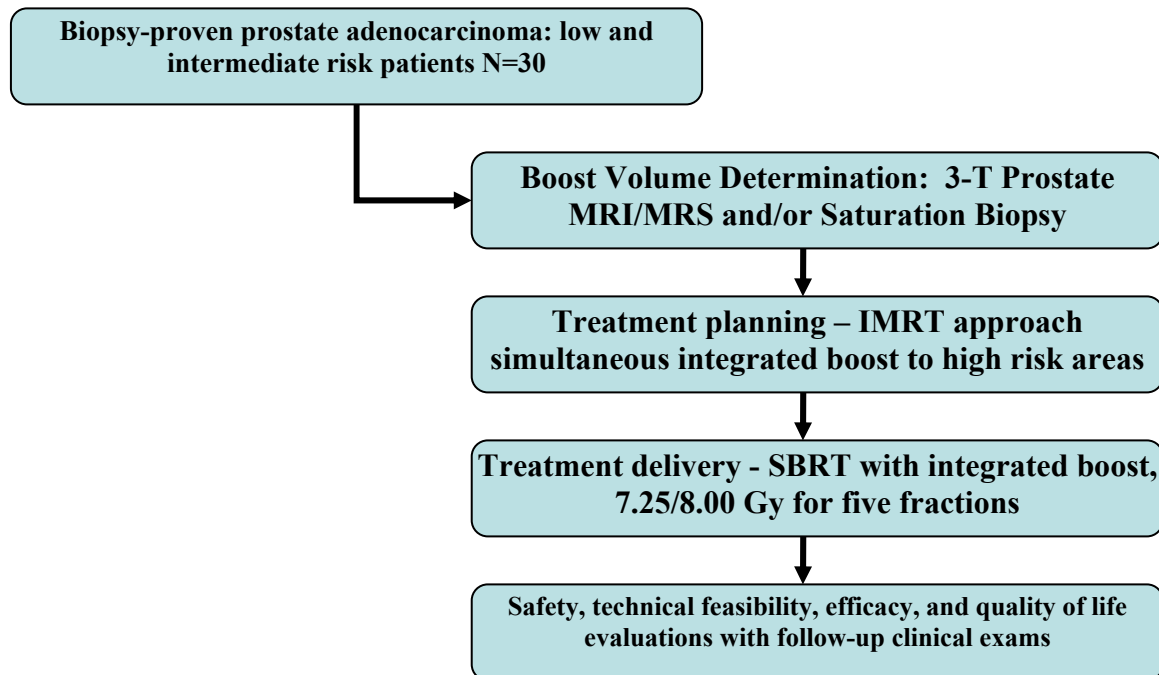 Biopsy-proven prostate adenocarcinoma: low and
intermediate risk patients N=30
Boost Volume Determination:  3-T Prostate
MRI/MRS and/or Saturation Biopsy
Treatment planning – IMRT approach
simultaneous integrated boost to high risk areas
Treatment delivery - SBRT with integrated boost,
7.25/8.00 Gy for five fractions
Safety, technical feasibility, efficacy, and quality of life
evaluations with follow-up clinical exams